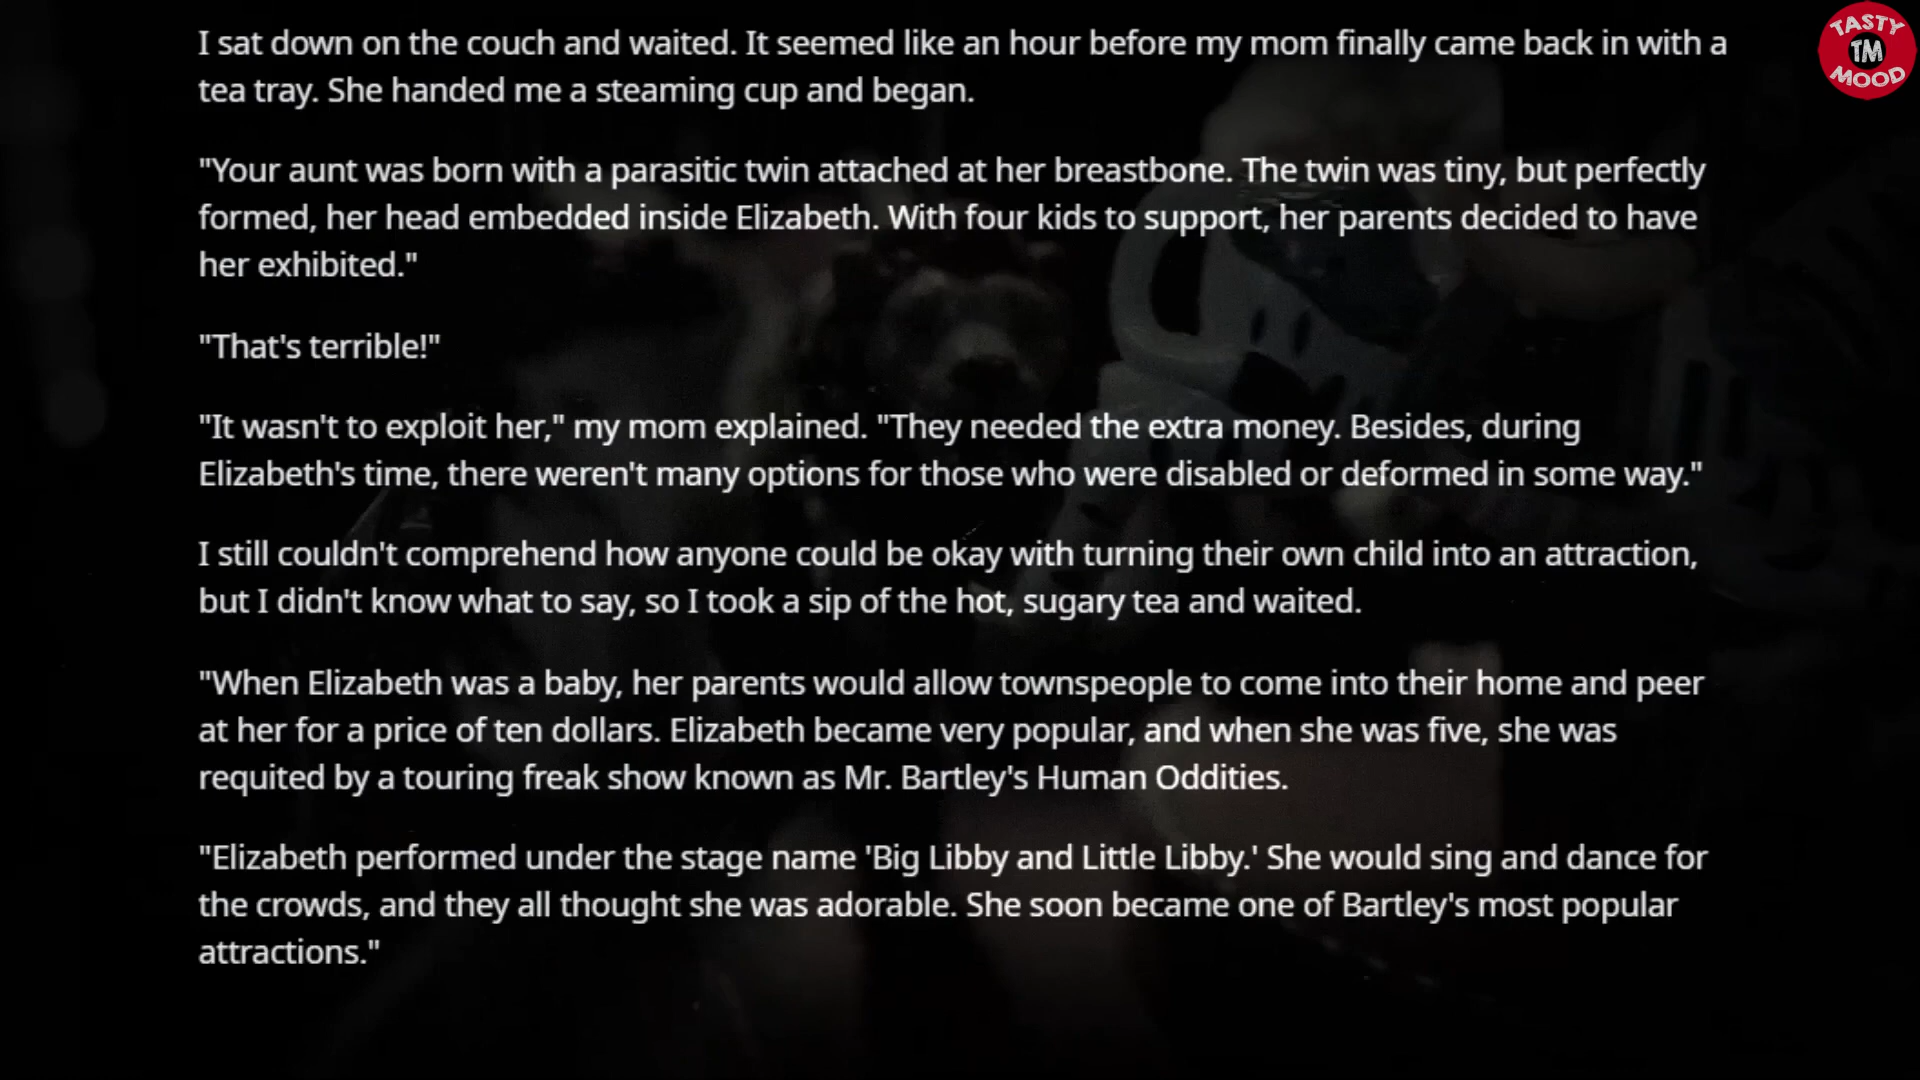 I sat down on the couch and waited. It seemed like an hour before my mom finally came back in with a
tea tray. She handed me a steaming cup and began.
"Your aunt was born with a parasitic twin attached at her breastbone. The twin was tiny, but perfectly
formed, her head embedded inside Elizabeth. With four kids to support, her parents decided to have
her exhibited."
"That's terrible!"
"It wasn't to exploit her," my mom explained. "They needed the extra money. Besides, during
Elizabeth's time, there weren't many options for those who were disabled or deformed in some way."
I still couldn't comprehend how anyone could be okay with turning their own child into an attraction,
but I didn't know what to say, so I took a sip of the hot, sugary tea and waited.
"When Elizabeth was a baby, her parents would allow townspeople to come into their home and peer
at her for a price of ten dollars. Elizabeth became very popular, and when she was five, she was
requited by a touring freak show known as Mr. Bartley's Human Oddities.
"Elizabeth performed under the stage name 'Big Libby and Little Libby.' She would sing and dance for
the crowds, and they all thought she was adorable. She soon became one of Bartley's most popular
attractions."
TASTY
TM
MOOD